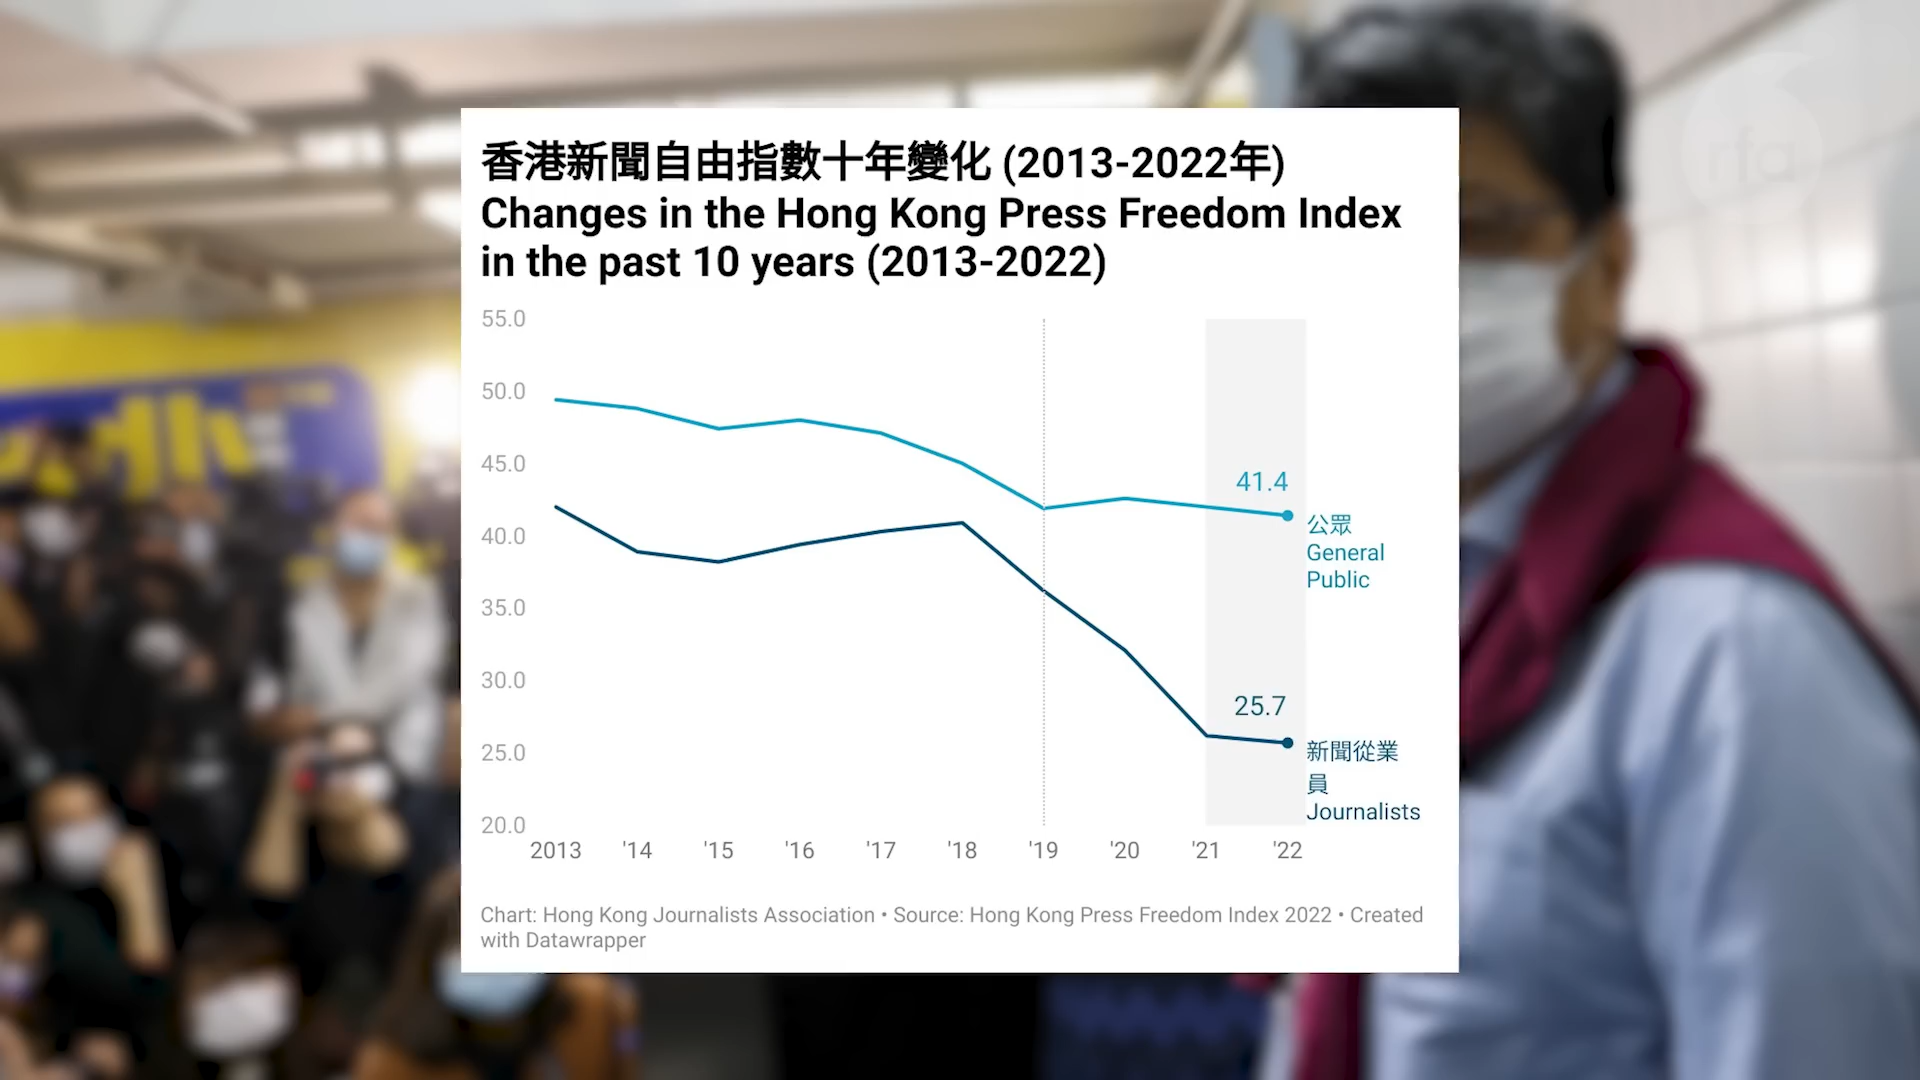 香港新聞自由指數十年變化 (2013-2022年)
Changes in the Hong Kong Press Freedom Index
in the past 10 years (2013-2022)
55.0
50.0
45.0
40.0
35.0
30.0
25.0
20.0
41.4
公眾
General
Public
25.7
新聞從業
員
Journalists
2013 '14 '15 '16 '17 '18 '19 '20 '21 '22
Chart: Hong Kong Journalists Association • Source: Hong Kong Press Freedom Index 2022 • Created
with Datawrapper
rfa